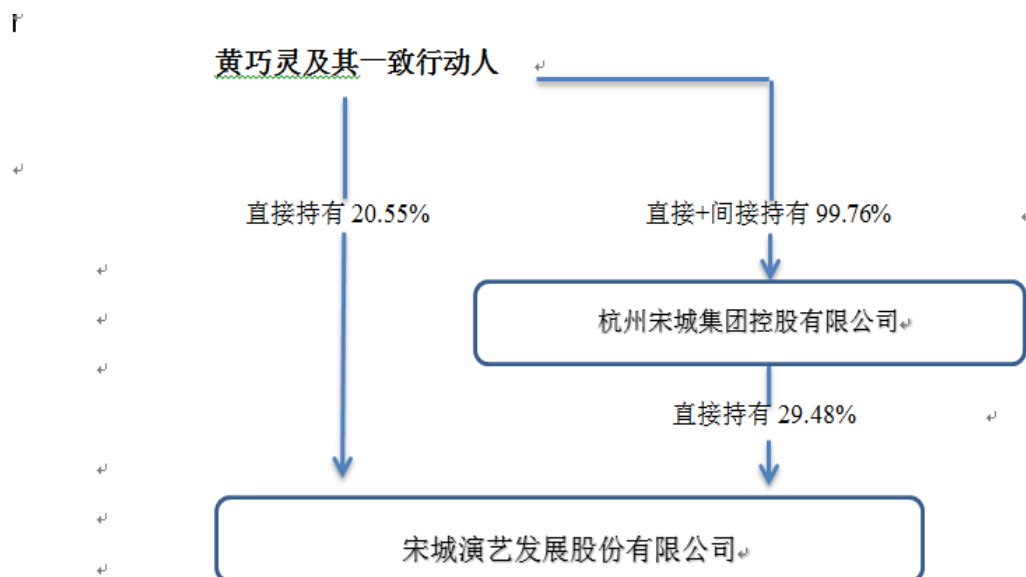 黄巧灵及其一致行动人
直接持有 20.55%
直接+间接持有 99.76%
杭州宋城集团控股有限公司
直接持有 29.48%
宋城演艺发展股份有限公司